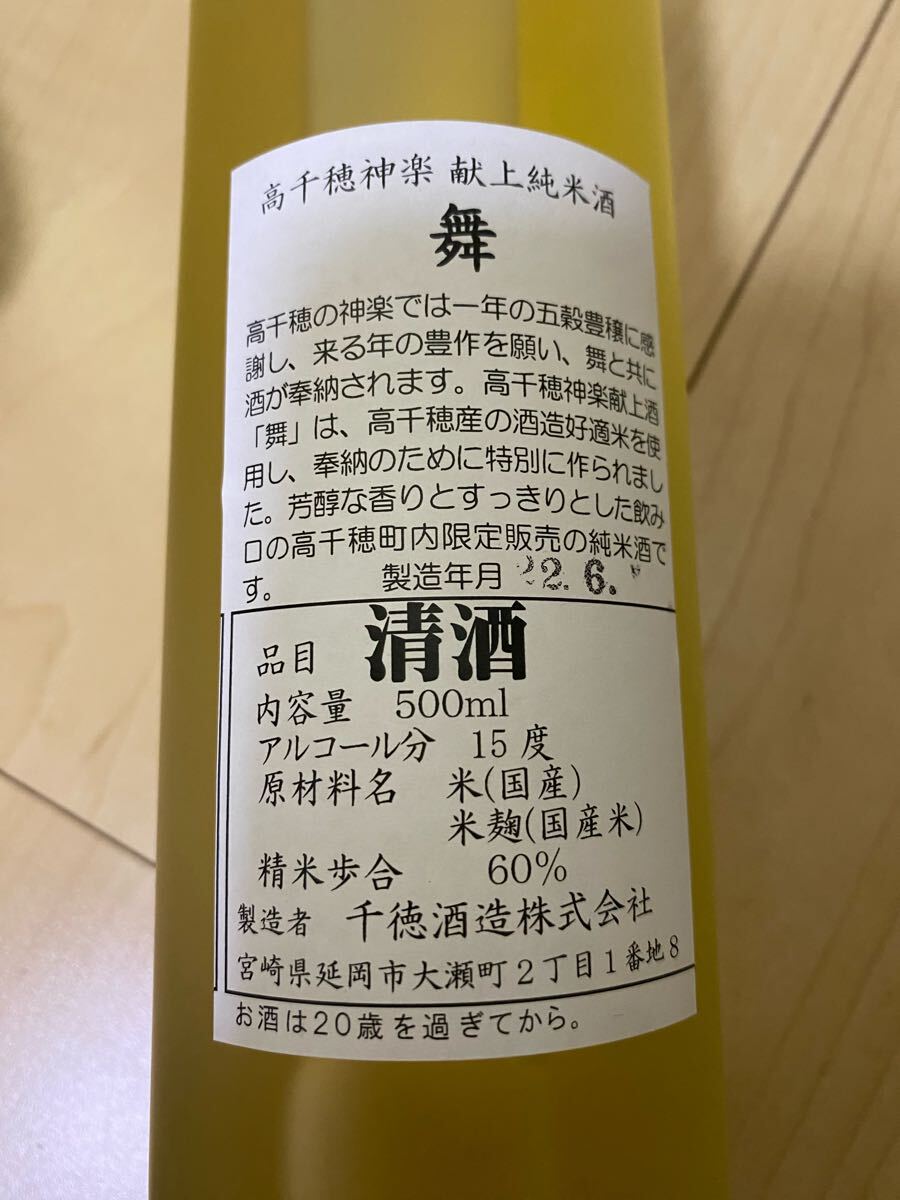 高千穂神楽 献上純米酒
舞
高千穂の神楽では一年の五穀豊穣に感
謝し、来る年の豊作を願い、舞と共に
酒が奉納されます。高千穂神楽献上酒
「舞」は、高千穂産の酒造好適米を使
用し、奉納のために特別に作られまし
た。芳醇な香りとすっきりとした飲み
口の高千穂町内限定販売の純米酒で
す。 製造年月 22.6.
品目 清酒
内容量 500ml
アルコール分 15度
原材料名 米(国産)
米麹(国産米)
精米歩合 60%
製造者 千徳酒造株式会社
宮崎県延岡市大瀬町2丁目1番地8
お酒は20歳を過ぎてから。